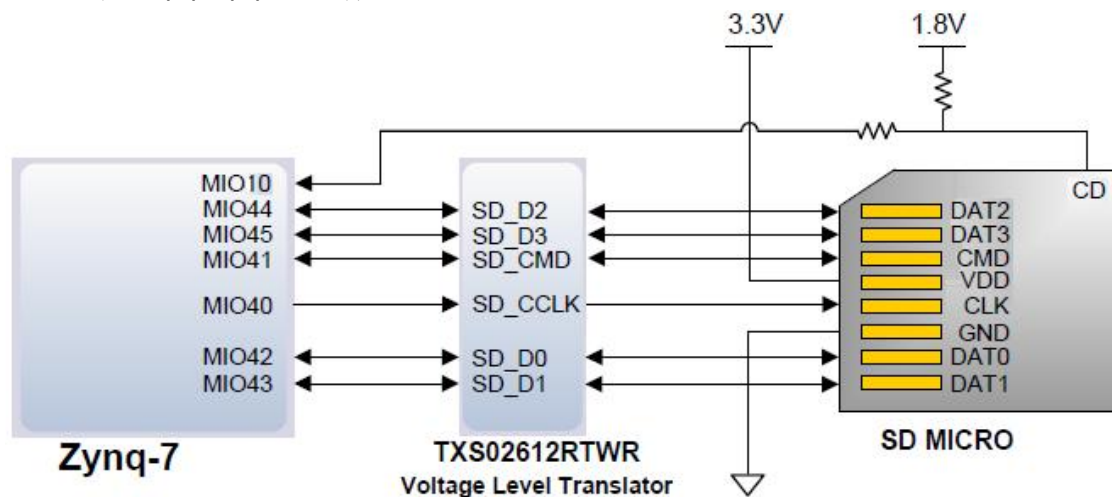 3.3V 1.8V
MIO10
CD
MIO44 SD_D2 DAT2
MIO45 SD_D3 DAT3
MIO41 SD_CMD CMD
VDD
MIO40 SD_CCLK CLK
GND
MIO42 SD_D0 DAT0
MIO43 SD_D1 DAT1
Zynq-7 TXS02612RTWR SD MICRO
Voltage Level Translator